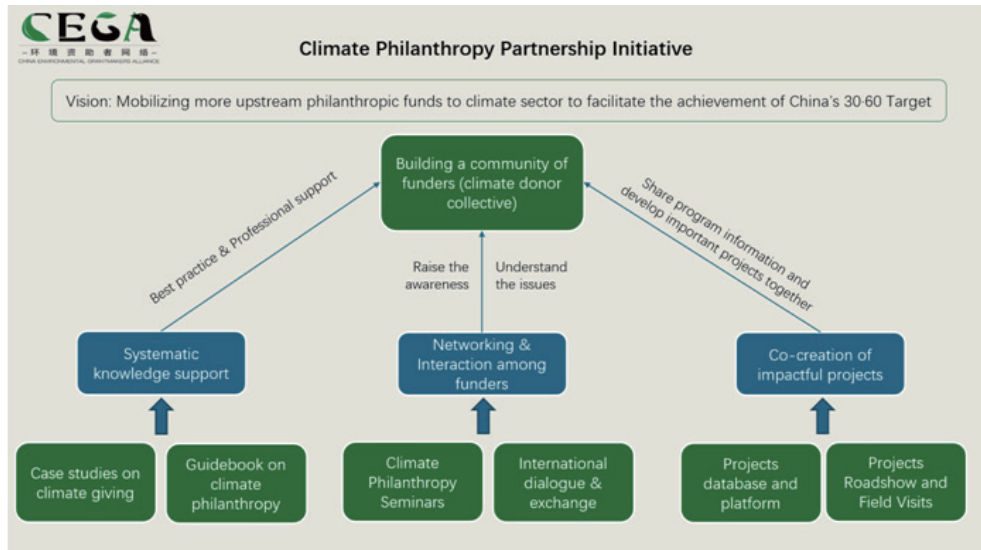 CEGA
-环境资助者网络-
CHINA ENVIRONMENTAL GRANTMAKERS ALLIANCE
Climate Philanthropy Partnership Initiative
Vision: Mobilizing more upstream philanthropic funds to climate sector to facilitate the achievement of China's 30·60 Target
Building a community of
funders (climate donor
collective)
Best practice & Professional support
Raise the
awareness
Understand
the issues
Share program information and
develop important projects together
Systematic
knowledge support
Networking &
Interaction among
funders
Co-creation of
impactful projects
Case studies on
climate giving
Guidebook on
climate
philanthropy
Climate
Philanthropy
Seminars
International
dialogue &
exchange
Projects
database and
platform
Projects
Roadshow and
Field Visits